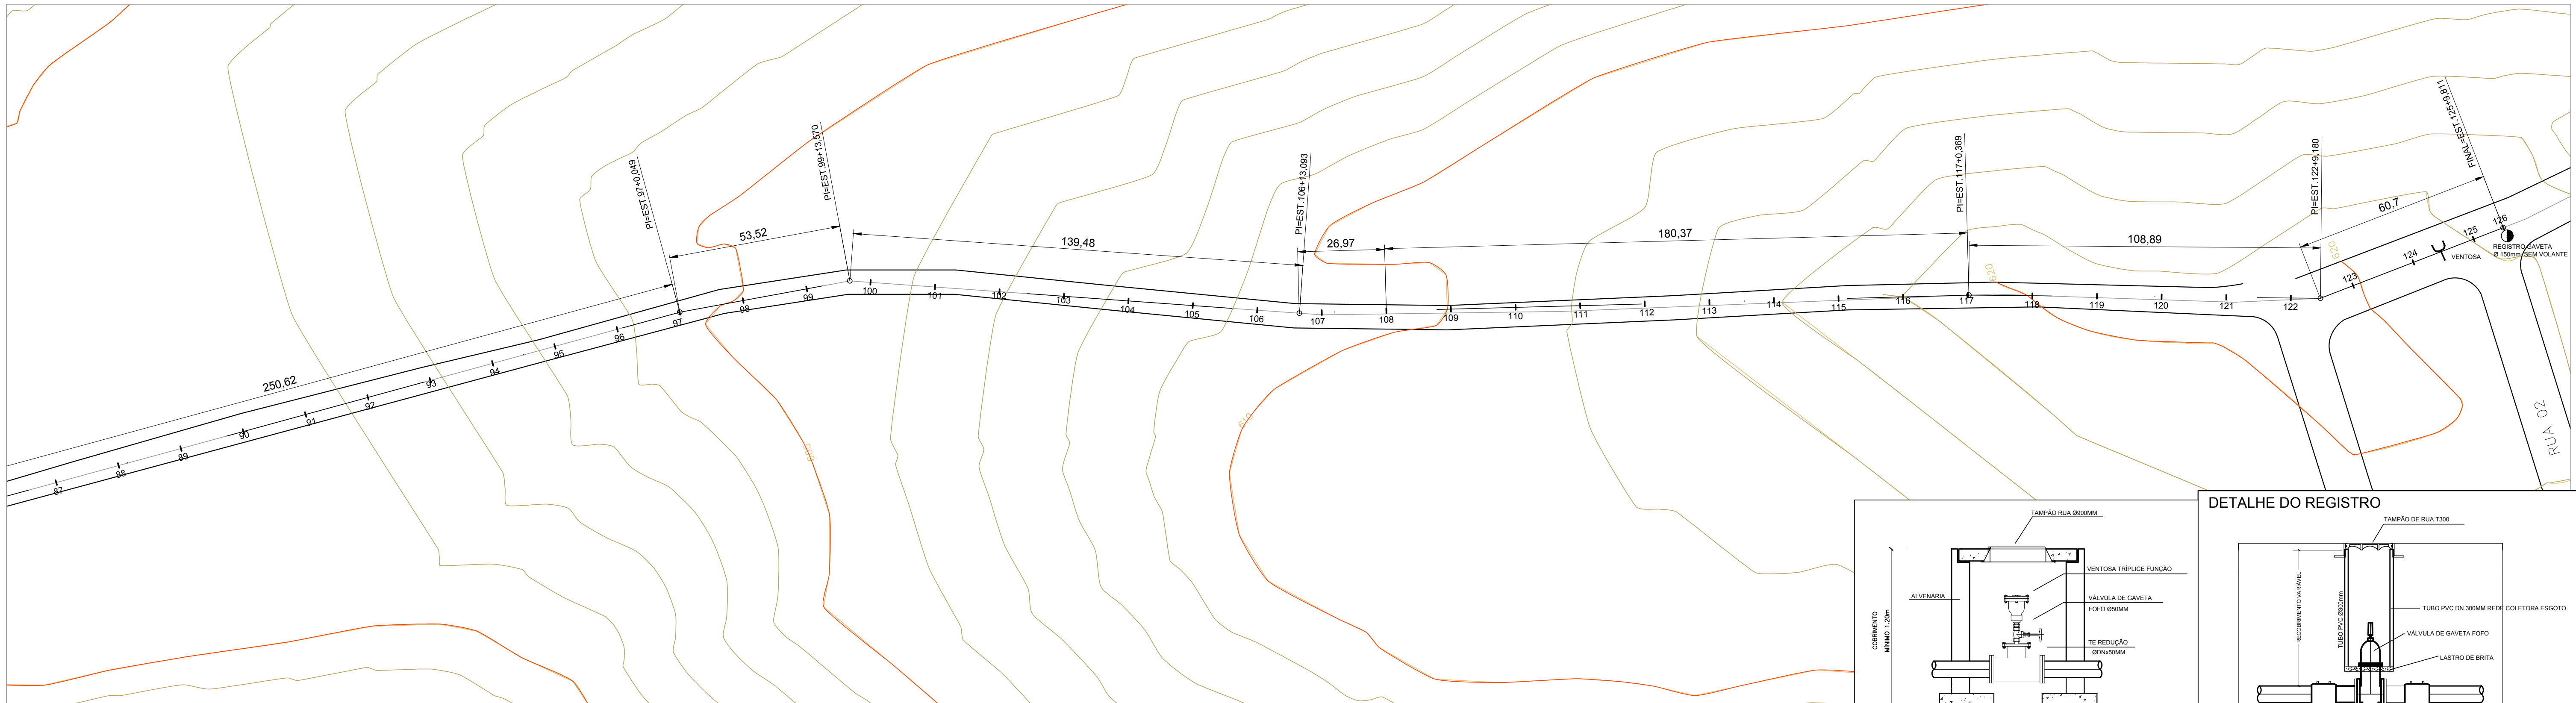 PI=EST.97+0,049
PI=EST.99+13,570
PI=EST.106+13,093
PI=EST.117+0,369
PI=EST.122+9,180
FINAL=EST.125+9,811
250,62
53,52
139,48
26,97
180,37
108,89
60,7
87
88
89
90
91
92
93
94
95
96
97
98
99
100
101
102
103
104
105
106
107
108
109
110
111
112
113
114
115
116
117
118
119
120
121
122
123
124
125
126
VENTOSA
REGISTRO GAVETA
Ø 150mm, SEM VOLANTE
610
620
620
RUA 02
TAMPÃO RUA Ø900MM
VENTOSA TRÍPLICE FUNÇÃO
ALVENARIA
VÁLVULA DE GAVETA
FOFO Ø50MM
COBRIMENTO
MÍNIMO 1.20m
TE REDUÇÃO
ØDNx50MM
DETALHE DO REGISTRO
TAMPÃO DE RUA T300
RECOBRIMENTO VARIÁVEL
TUBO PVC Ø300mm
TUBO PVC DN 300MM REDE COLETORA ESGOTO
VÁLVULA DE GAVETA FOFO
LASTRO DE BRITA